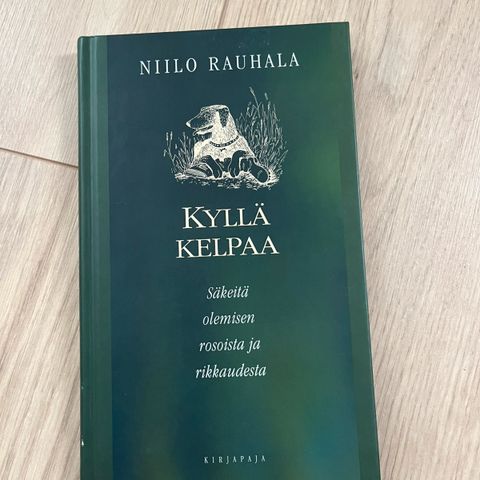 NIILO RAUHALA
KYLLÄ
KELPAA
Säkeitä
olemisen
rosoista ja
rikkaudesta
KIRJAPAJA